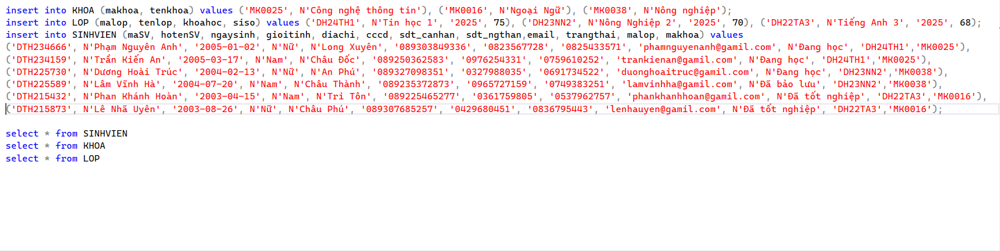 insert into KHOA (makhoa, tenkhoa) values ('MK0025', N'Công nghệ thông tin'), ('MK0016', N'Ngoại Ngữ'), ('MK0038', N'Nông nghiệp');
insert into LOP (malop, tenlop, khoahoc, siso) values ('DH24TH1', N'Tin học 1', '2025', 75), ('DH23NN2', N'Nông Nghiệp 2', '2025', 70), ('DH22TA3', N'Tiếng Anh 3', '2025', 68);
insert into SINHVIEN (maSV, hotenSV, ngaysinh, gioitinh, diachi, cccd, sdt_canhan, sdt_ngthan,email, trangthai, malop, makhoa) values
('DTH234666', N'Phạm Nguyên Anh', '2005-01-02', N'Nữ', N'Long Xuyên', '089303849336', '0823567728', '0825433571', 'phamnguyenanh@gamil.com', N'Đang học', 'DH24TH1','MK0025'),
('DTH234159', N'Trần Kiến An', '2005-03-17', N'Nam', N'Châu Đốc', '089250362583', '0976254331', '0759610252', 'trankienan@gamil.com', N'Đang học', 'DH24TH1','MK0025'),
('DTH225730', N'Dương Hoài Trúc', '2004-02-13', N'Nữ', N'An Phú', '089327098351', '0327988035', '0691734522', 'duonghoaitruc@gamil.com', N'Đang học', 'DH23NN2','MK0038'),
('DTH225589', N'Lâm Vĩnh Hà', '2004-07-20', N'Nam', N'Châu Thành', '089235372873', '0965727159', '0749383251', 'lamvinhha@gamil.com', N'Đã bảo lưu', 'DH23NN2','MK0038'),
('DTH215432', N'Phan Khánh Hoàn', '2003-04-15', N'Nam', N'Tri Tôn', '089225465277', '0361759805', '0537962757', 'phankhanhhoan@gamil.com', N'Đã tốt nghiệp', 'DH22TA3','MK0016'),
('DTH215873', N'Lê Nhã Uyên', '2003-08-26', N'Nữ', N'Châu Phú', '089307685257', '0429680451', '0836795443', 'lenhauyen@gamil.com', N'Đã tốt nghiệp', 'DH22TA3','MK0016');
select * from SINHVIEN
select * from KHOA
select * from LOP